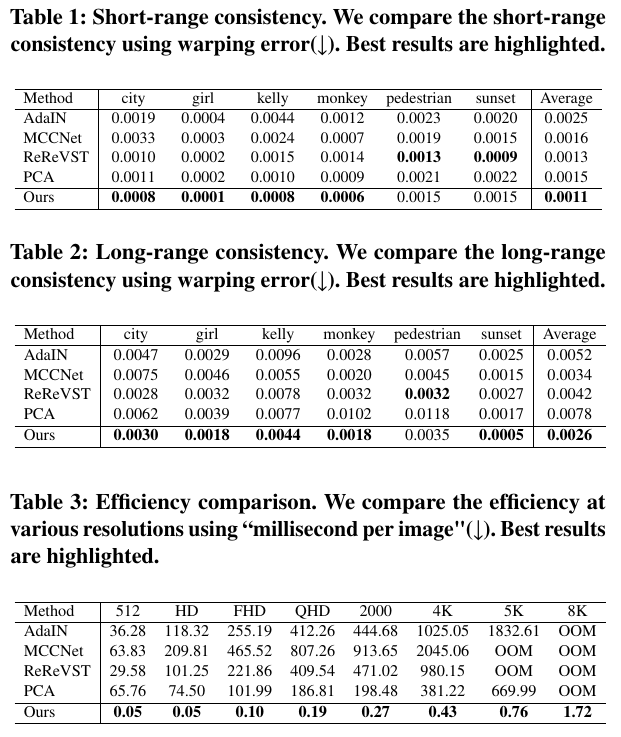 Table 1: Short-range consistency. We compare the short-range
consistency using warping error(↓). Best results are highlighted.
Method city girl kelly monkey pedestrian sunset Average
AdaIN 0.0019 0.0004 0.0044 0.0012 0.0023 0.0020 0.0025
MCCNet 0.0033 0.0003 0.0024 0.0007 0.0019 0.0015 0.0016
ReReVST 0.0010 0.0002 0.0015 0.0014 0.0013 0.0009 0.0013
PCA 0.0011 0.0002 0.0010 0.0009 0.0021 0.0022 0.0015
Ours 0.0008 0.0001 0.0008 0.0006 0.0015 0.0015 0.0011
Table 2: Long-range consistency. We compare the long-range
consistency using warping error(↓). Best results are highlighted.
Method city girl kelly monkey pedestrian sunset Average
AdaIN 0.0047 0.0029 0.0096 0.0028 0.0057 0.0025 0.0052
MCCNet 0.0075 0.0046 0.0055 0.0020 0.0045 0.0015 0.0034
ReReVST 0.0028 0.0032 0.0078 0.0032 0.0032 0.0027 0.0042
PCA 0.0062 0.0039 0.0077 0.0102 0.0118 0.0017 0.0078
Ours 0.0030 0.0018 0.0044 0.0018 0.0035 0.0005 0.0026
Table 3: Efficiency comparison. We compare the efficiency at
various resolutions using “millisecond per image"(↓). Best results
are highlighted.
Method 512 HD FHD QHD 2000 4K 5K 8K
AdaIN 36.28 118.32 255.19 412.26 444.68 1025.05 1832.61 OOM
MCCNet 63.83 209.81 465.52 807.26 913.65 2045.06 OOM OOM
ReReVST 29.58 101.25 221.86 409.54 471.02 980.15 OOM OOM
PCA 65.76 74.50 101.99 186.81 198.48 381.22 669.99 OOM
Ours 0.05 0.05 0.10 0.19 0.27 0.43 0.76 1.72